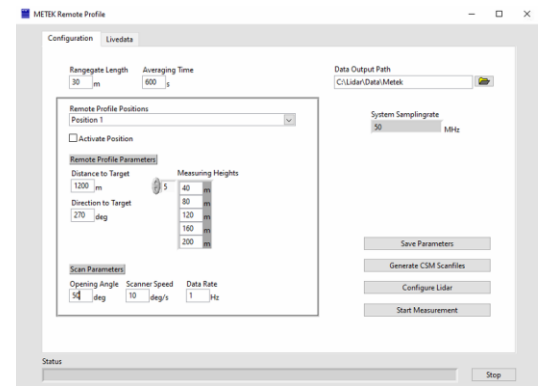 METEK Remote Profile
Configuration Livedata
Rangegate Length Averaging Time Data Output Path
30 m 600 s C:\Lidar\Data\Metek
Remote Profile Positions System Samplingrate
Position 1 50 MHz
Activate Position
Remote Profile Parameters
Distance to Target Measuring Heights
1200 m 5 40 m
Direction to Target 80 m
270 deg 120 m
160 m
200 m
Save Parameters
Scan Parameters Generate CSM Scanfiles
Opening Angle Scanner Speed Data Rate
50 deg 10 deg/s 1 Hz
Configure Lidar
Start Measurement
Status
Stop